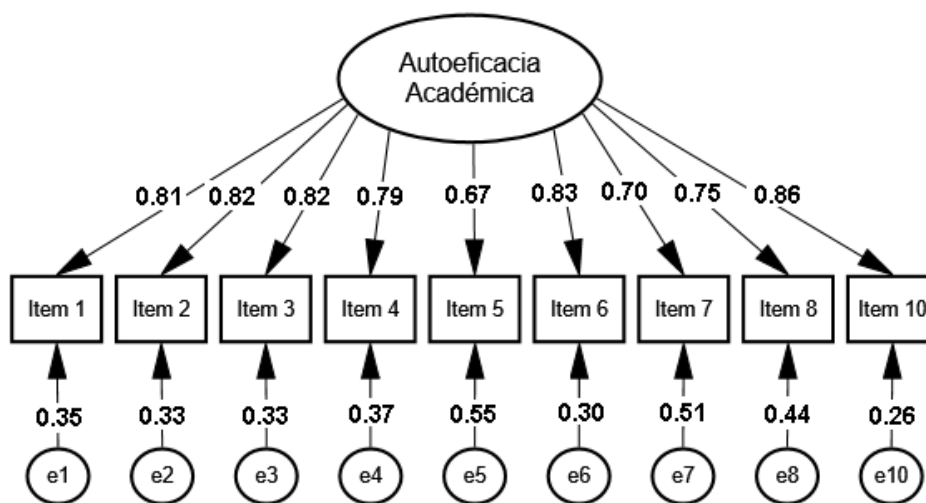 Autoeficacia
Académica
0.81 0.82 0.82 0.79 0.67 0.83 0.70 0.75 0.86
Item 1 Item 2 Item 3 Item 4 Item 5 Item 6 Item 7 Item 8 Item 10
0.35 0.33 0.33 0.37 0.55 0.30 0.51 0.44 0.26
e1 e2 e3 e4 e5 e6 e7 e8 e10